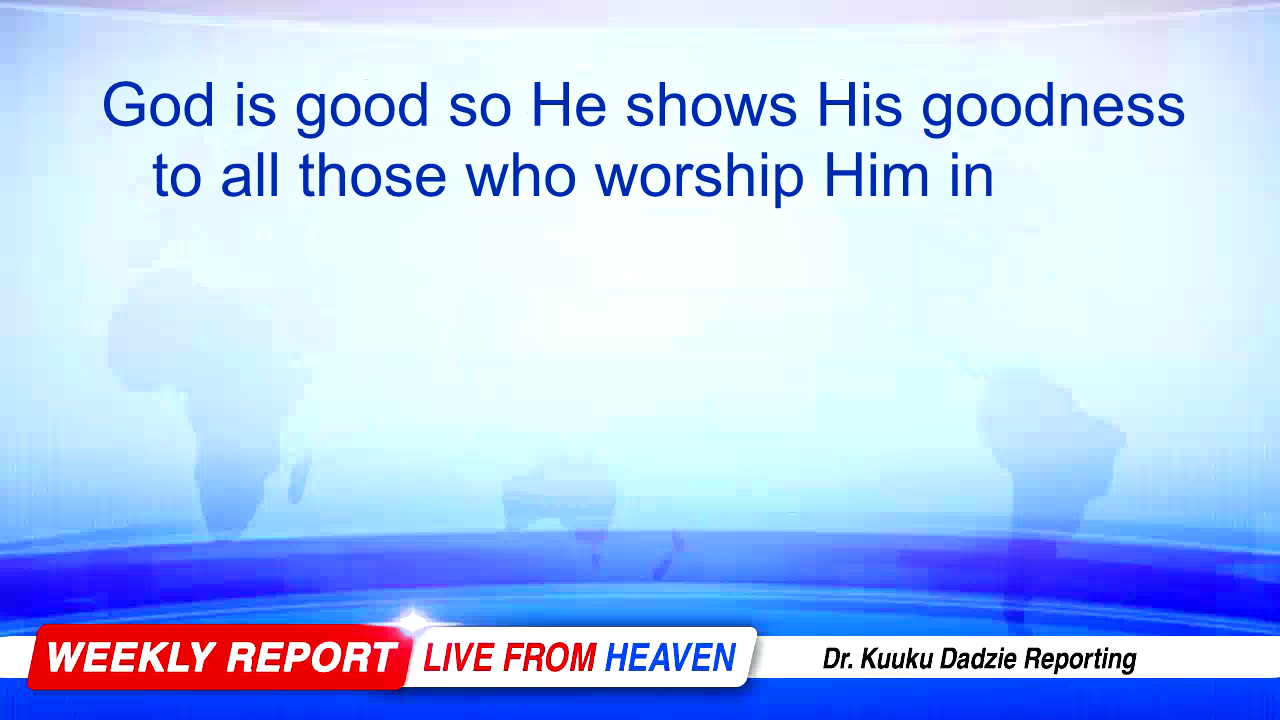 God is good so He shows His goodness
to all those who worship Him in
WEEKLY REPORT LIVE FROM HEAVEN Dr. Kuuku Dadzie Reporting